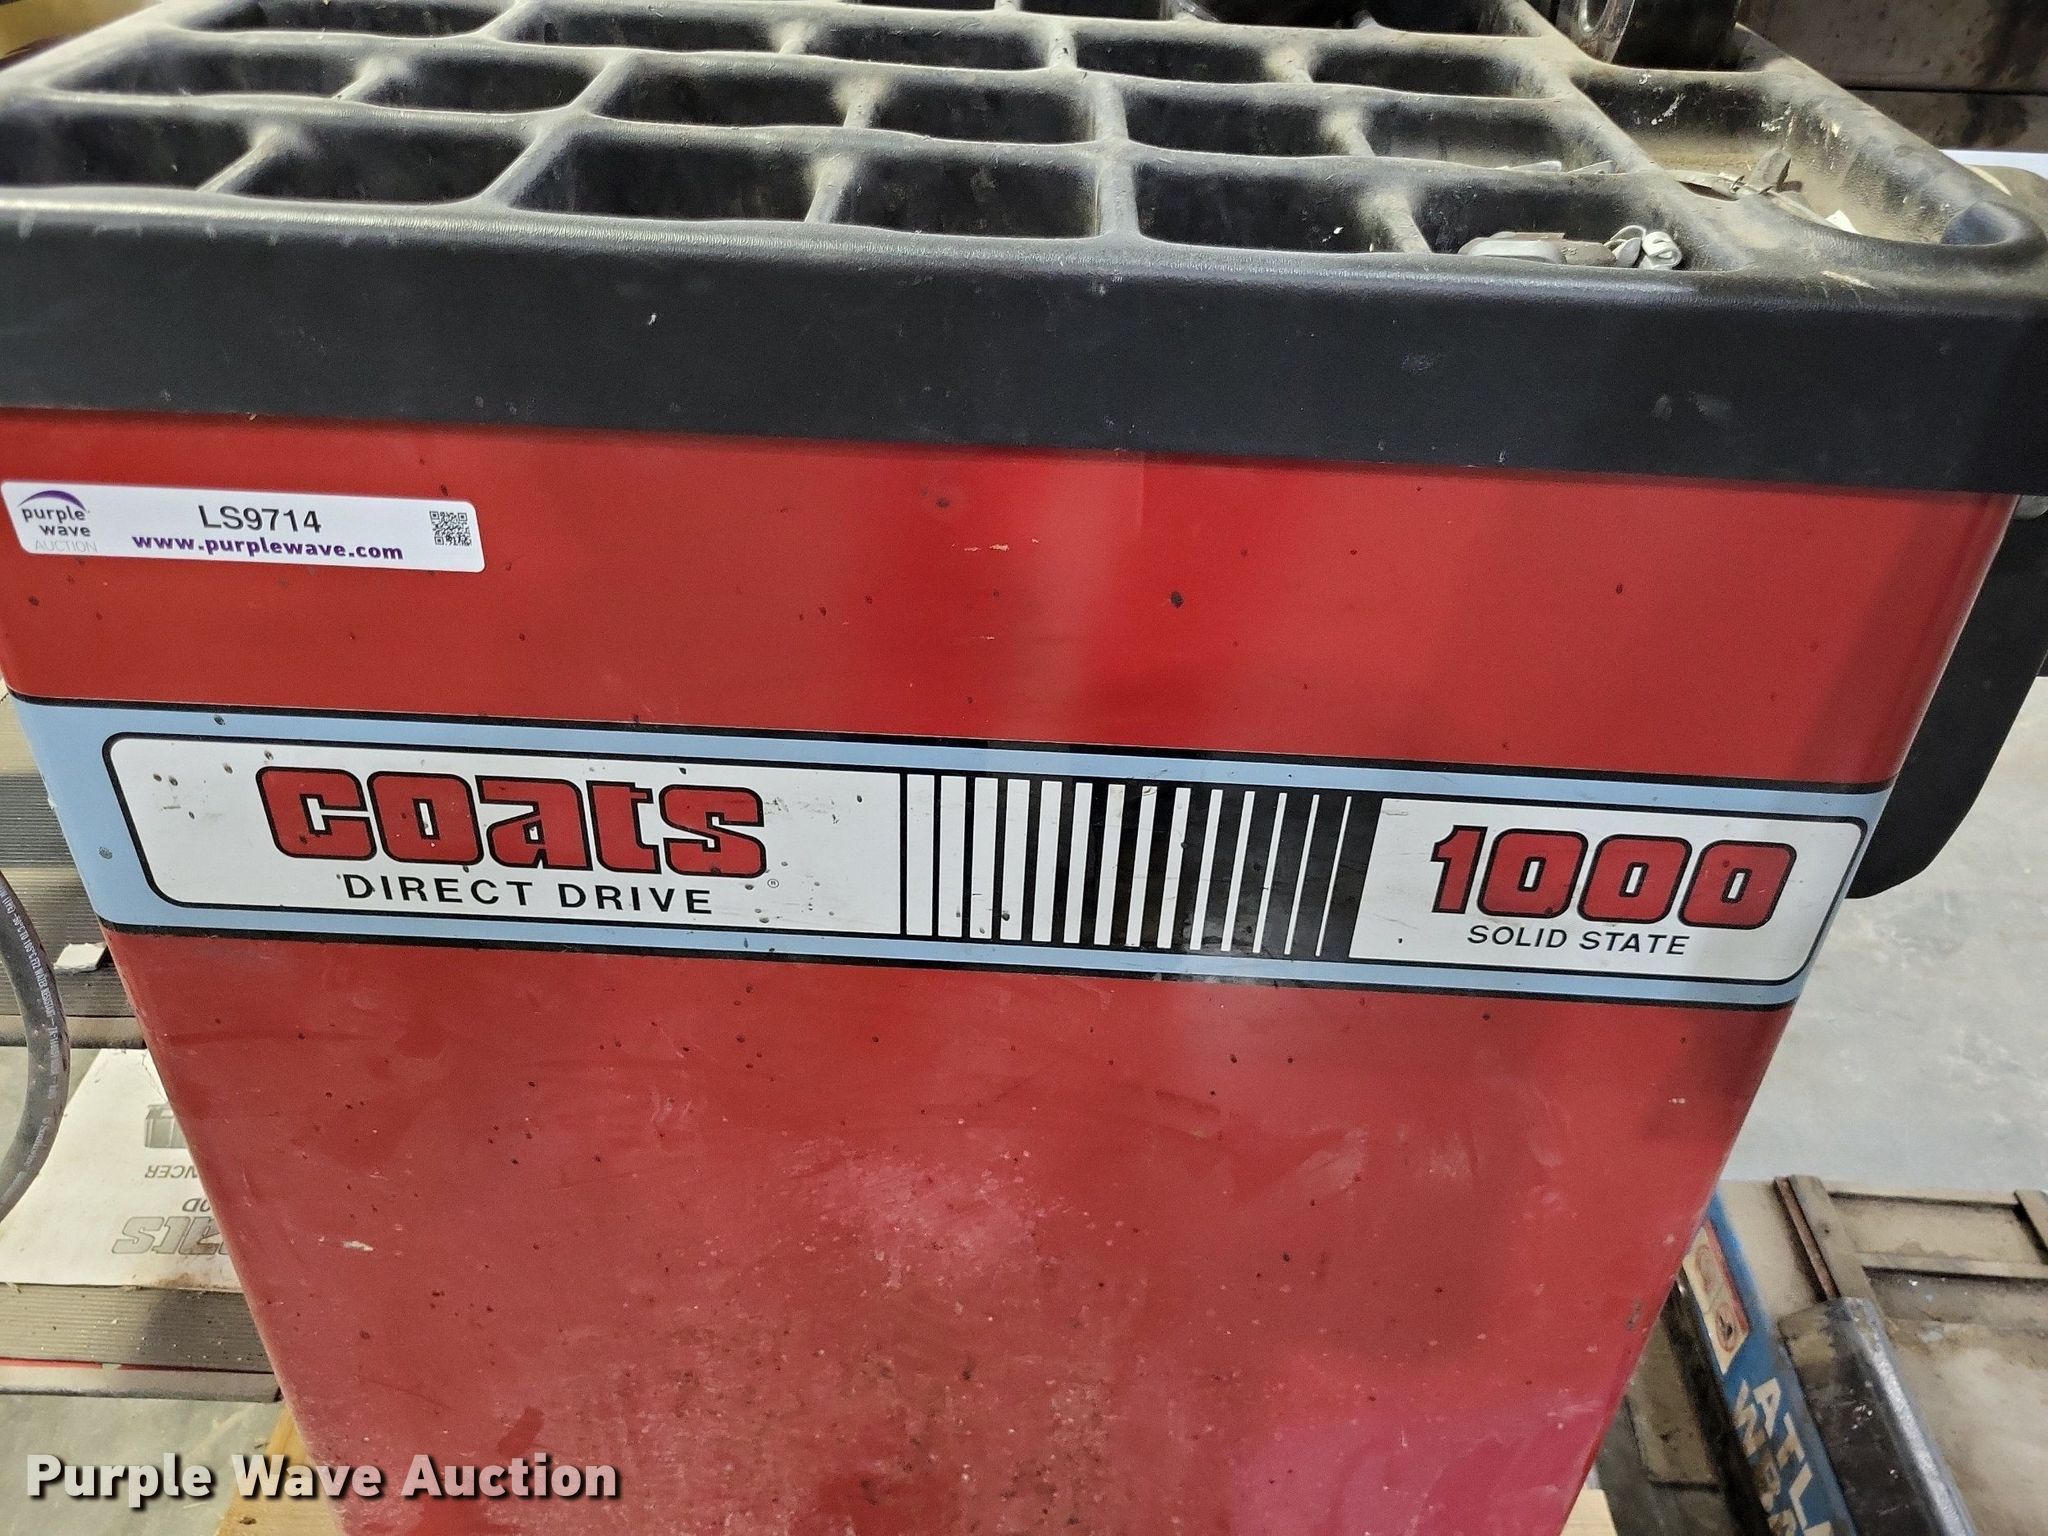 purple
wave
AUCTION
LS9714
www.purplewave.com
coats
®
DIRECT DRIVE
1000
SOLID STATE
Purple Wave Auction